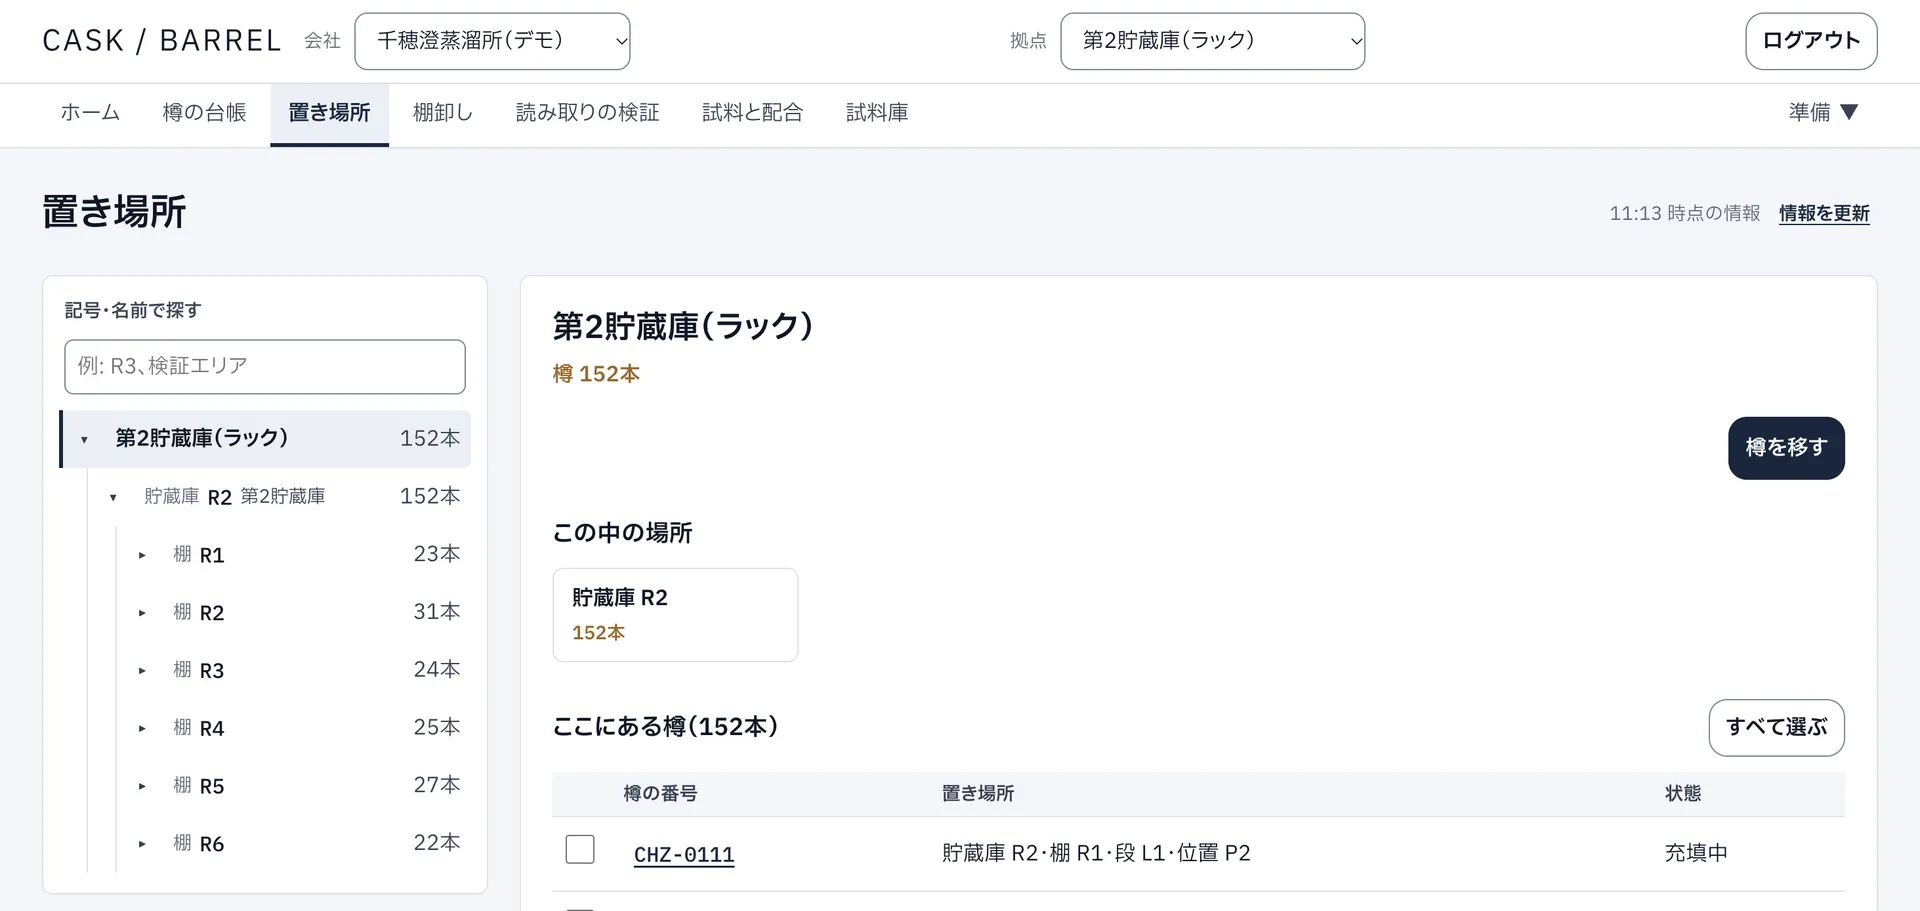 CASK / BARREL 会社 千穂澄蒸溜所(デモ) 拠点 第2貯蔵庫(ラック) ログアウト
ホーム 樽の台帳 置き場所 棚卸し 読み取りの検証 試料と配合 試料庫 準備 ▼
置き場所
11:13 時点の情報 情報を更新
記号・名前で探す
例: R3、検証エリア
▾ 第2貯蔵庫(ラック) 152本
▾ 貯蔵庫 R2 第2貯蔵庫 152本
▸ 棚 R1 23本
▸ 棚 R2 31本
▸ 棚 R3 24本
▸ 棚 R4 25本
▸ 棚 R5 27本
▸ 棚 R6 22本
第2貯蔵庫(ラック)
樽 152本
樽を移す
この中の場所
貯蔵庫 R2
152本
ここにある樽(152本)
すべて選ぶ
樽の番号 置き場所 状態
CHZ-0111 貯蔵庫 R2・棚 R1・段 L1・位置 P2 充填中